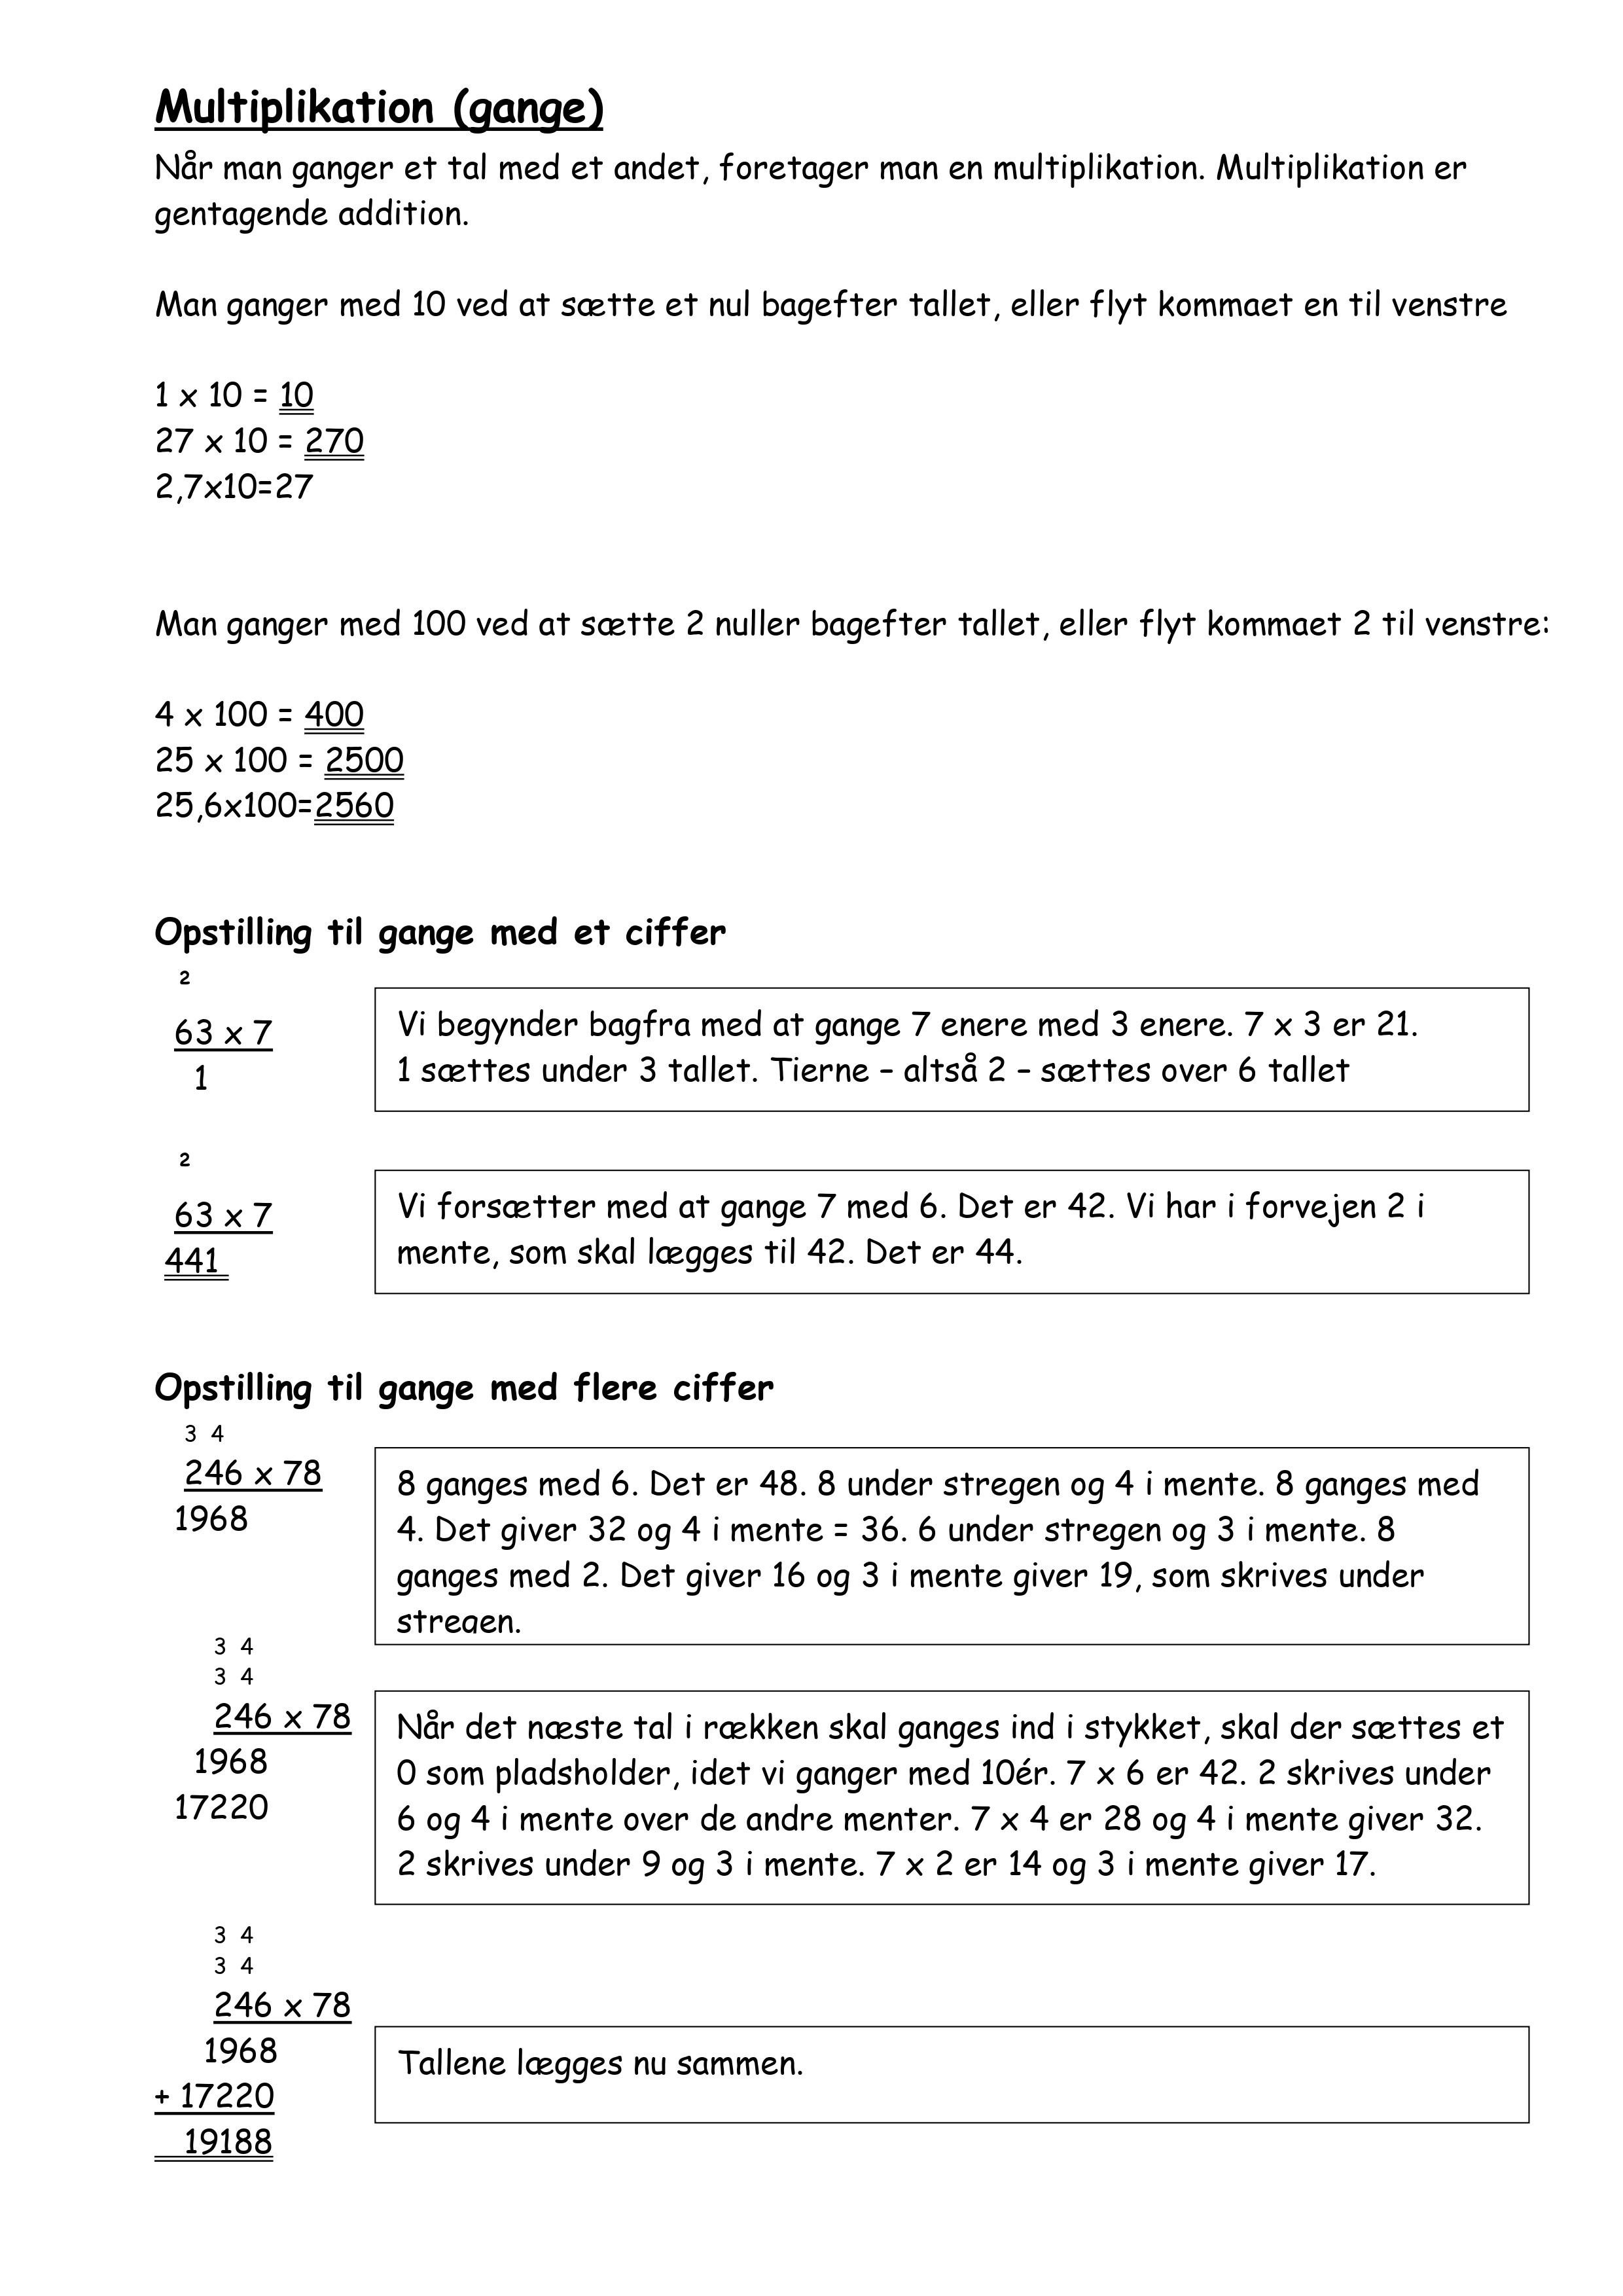 Multiplikation (gange)
Når man ganger et tal med et andet, foretager man en multiplikation. Multiplikation er
gentagende addition.
Man ganger med 10 ved at sætte et nul bagefter tallet, eller flyt kommaet en til venstre
1 x 10 = 10
27 x 10 = 270
2,7x10=27
Man ganger med 100 ved at sætte 2 nuller bagefter tallet, eller flyt kommaet 2 til venstre:
4 x 100 = 400
25 x 100 = 2500
25,6x100=2560
Opstilling til gange med et ciffer
2
63 x 7
1
Vi begynder bagfra med at gange 7 enere med 3 enere. 7 x 3 er 21.
1 sættes under 3 tallet. Tierne – altså 2 – sættes over 6 tallet
2
63 x 7
441
Vi forsætter med at gange 7 med 6. Det er 42. Vi har i forvejen 2 i
mente, som skal lægges til 42. Det er 44.
Opstilling til gange med flere ciffer
3 4
246 x 78
1968
8 ganges med 6. Det er 48. 8 under stregen og 4 i mente. 8 ganges med
4. Det giver 32 og 4 i mente = 36. 6 under stregen og 3 i mente. 8
ganges med 2. Det giver 16 og 3 i mente giver 19, som skrives under
stregen.
3 4
3 4
246 x 78
1968
17220
Når det næste tal i rækken skal ganges ind i stykket, skal der sættes et
0 som pladsholder, idet vi ganger med 10ér. 7 x 6 er 42. 2 skrives under
6 og 4 i mente over de andre menter. 7 x 4 er 28 og 4 i mente giver 32.
2 skrives under 9 og 3 i mente. 7 x 2 er 14 og 3 i mente giver 17.
3 4
3 4
246 x 78
1968
+ 17220
19188
Tallene lægges nu sammen.